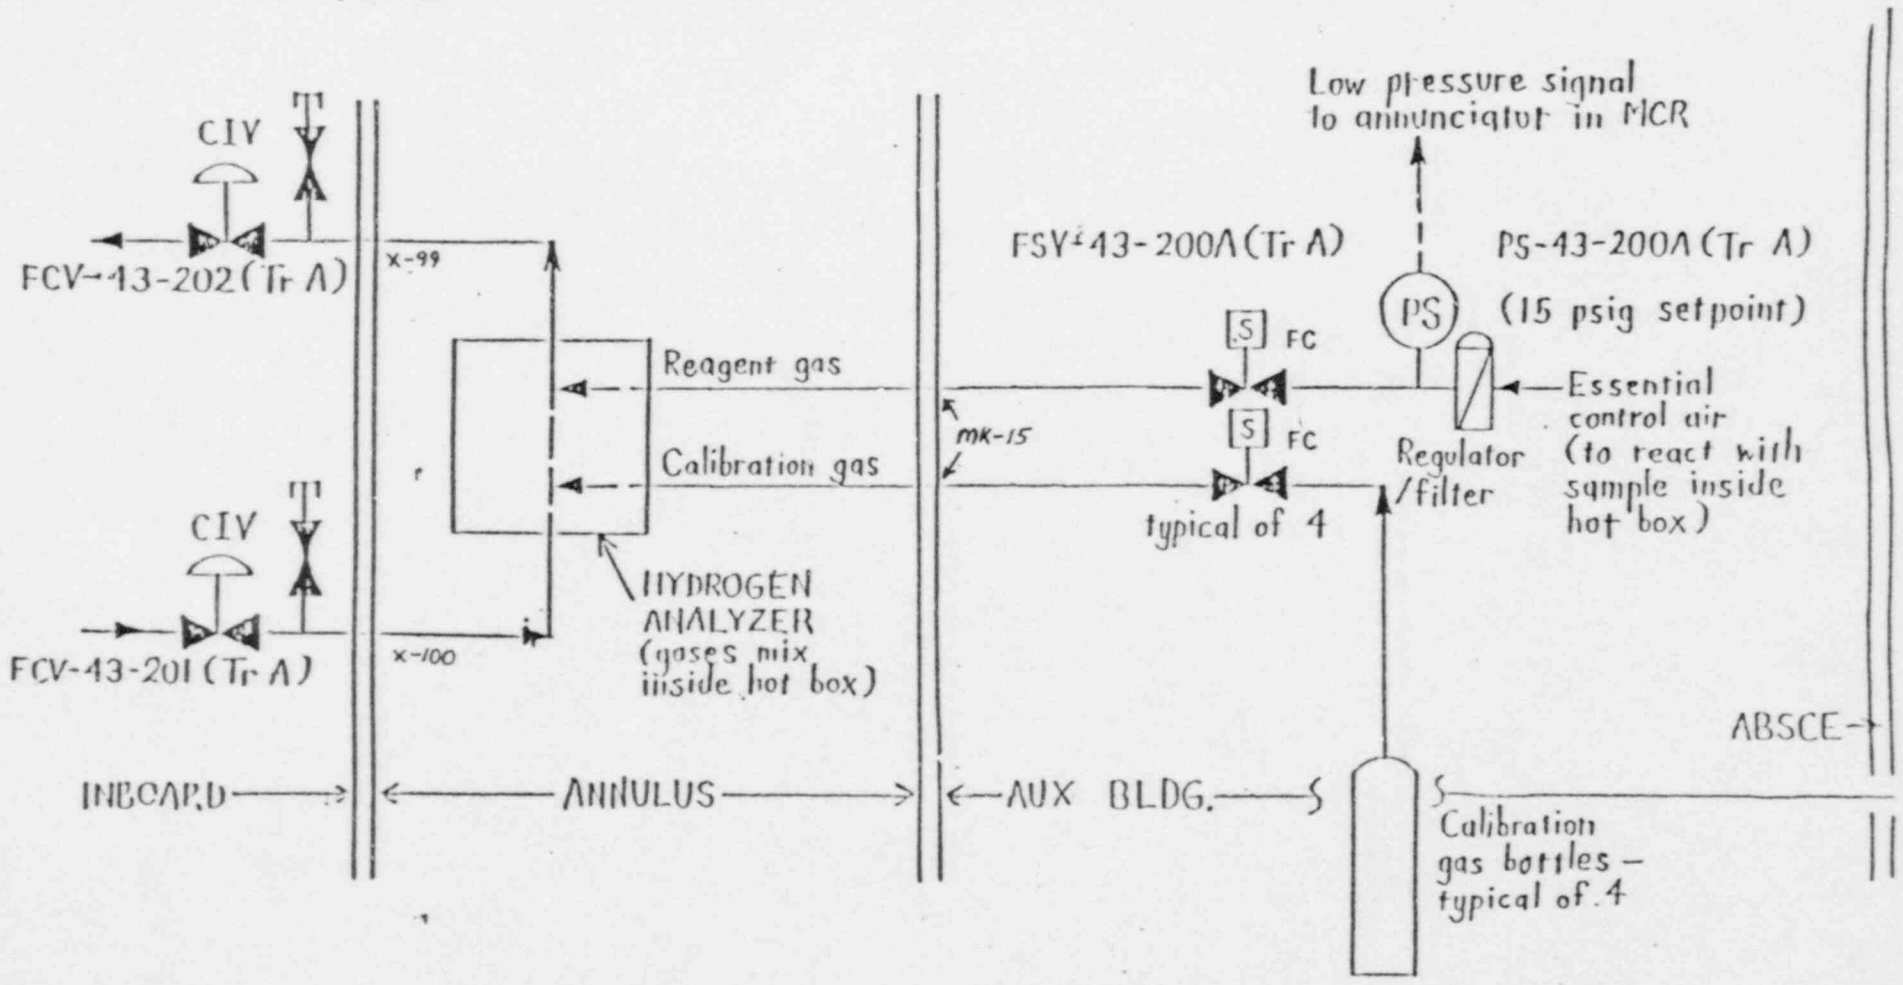 Low pressure signal
to annunciator in MCR
CIV
FCV-43-202 (Tr A)
X-99
FSV-43-200A (Tr A)
PS-43-200A (Tr A)
PS
(15 psig setpoint)
S
FC
Reagent gas
Essential
control air
(to react with
sample inside
hot box)
mk-15
S
FC
Calibration gas
Regulator
/filter
typical of 4
CIV
FCV-43-201 (Tr A)
X-100
HYDROGEN
ANALYZER
(gases mix
inside hot box)
ABSCE
INBOARD
ANNULUS
AUX BLDG.
Calibration
gas bottles –
typical of 4